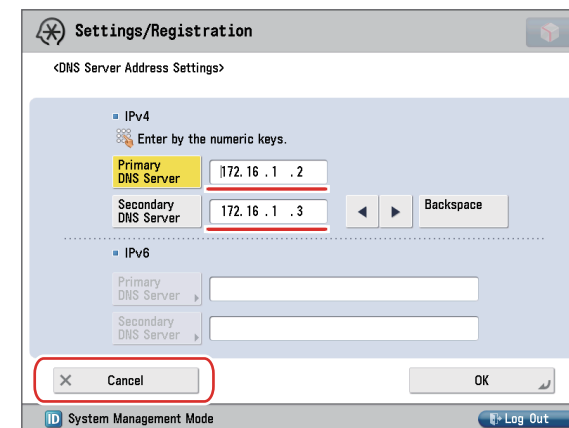 Settings/Registration
<DNS Server Address Settings>
IPv4
Enter by the numeric keys.
Primary
DNS Server
172. 16 . 1 . 2
Secondary
DNS Server
172. 16 . 1 . 3
Backspace
IPv6
Primary
DNS Server
Secondary
DNS Server
Cancel
OK
ID System Management Mode
Log Out